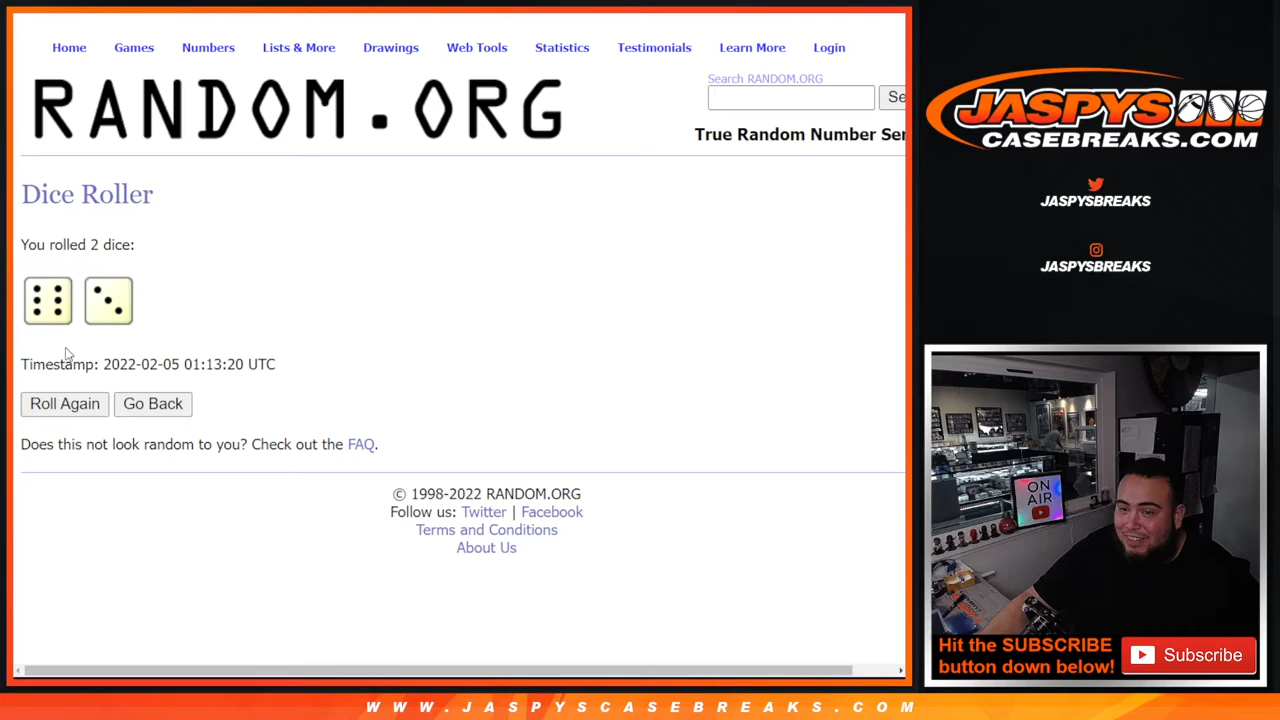 Home Games Numbers Lists & More Drawings Web Tools Statistics Testimonials Learn More Login
RANDOM.ORG
Search RANDOM.ORG
Se
True Random Number Ser
Dice Roller
You rolled 2 dice:
Timestamp: 2022-02-05 01:13:20 UTC
Roll Again Go Back
Does this not look random to you? Check out the FAQ.
© 1998-2022 RANDOM.ORG
Follow us: Twitter | Facebook
Terms and Conditions
About Us
JASPYS
CASEBREAKS.COM
JASPYSBREAKS
JASPYSBREAKS
ON
AIR
Hit the SUBSCRIBE
button down below!
Subscribe
WWW.JASPYSCASEBREAKS.COM